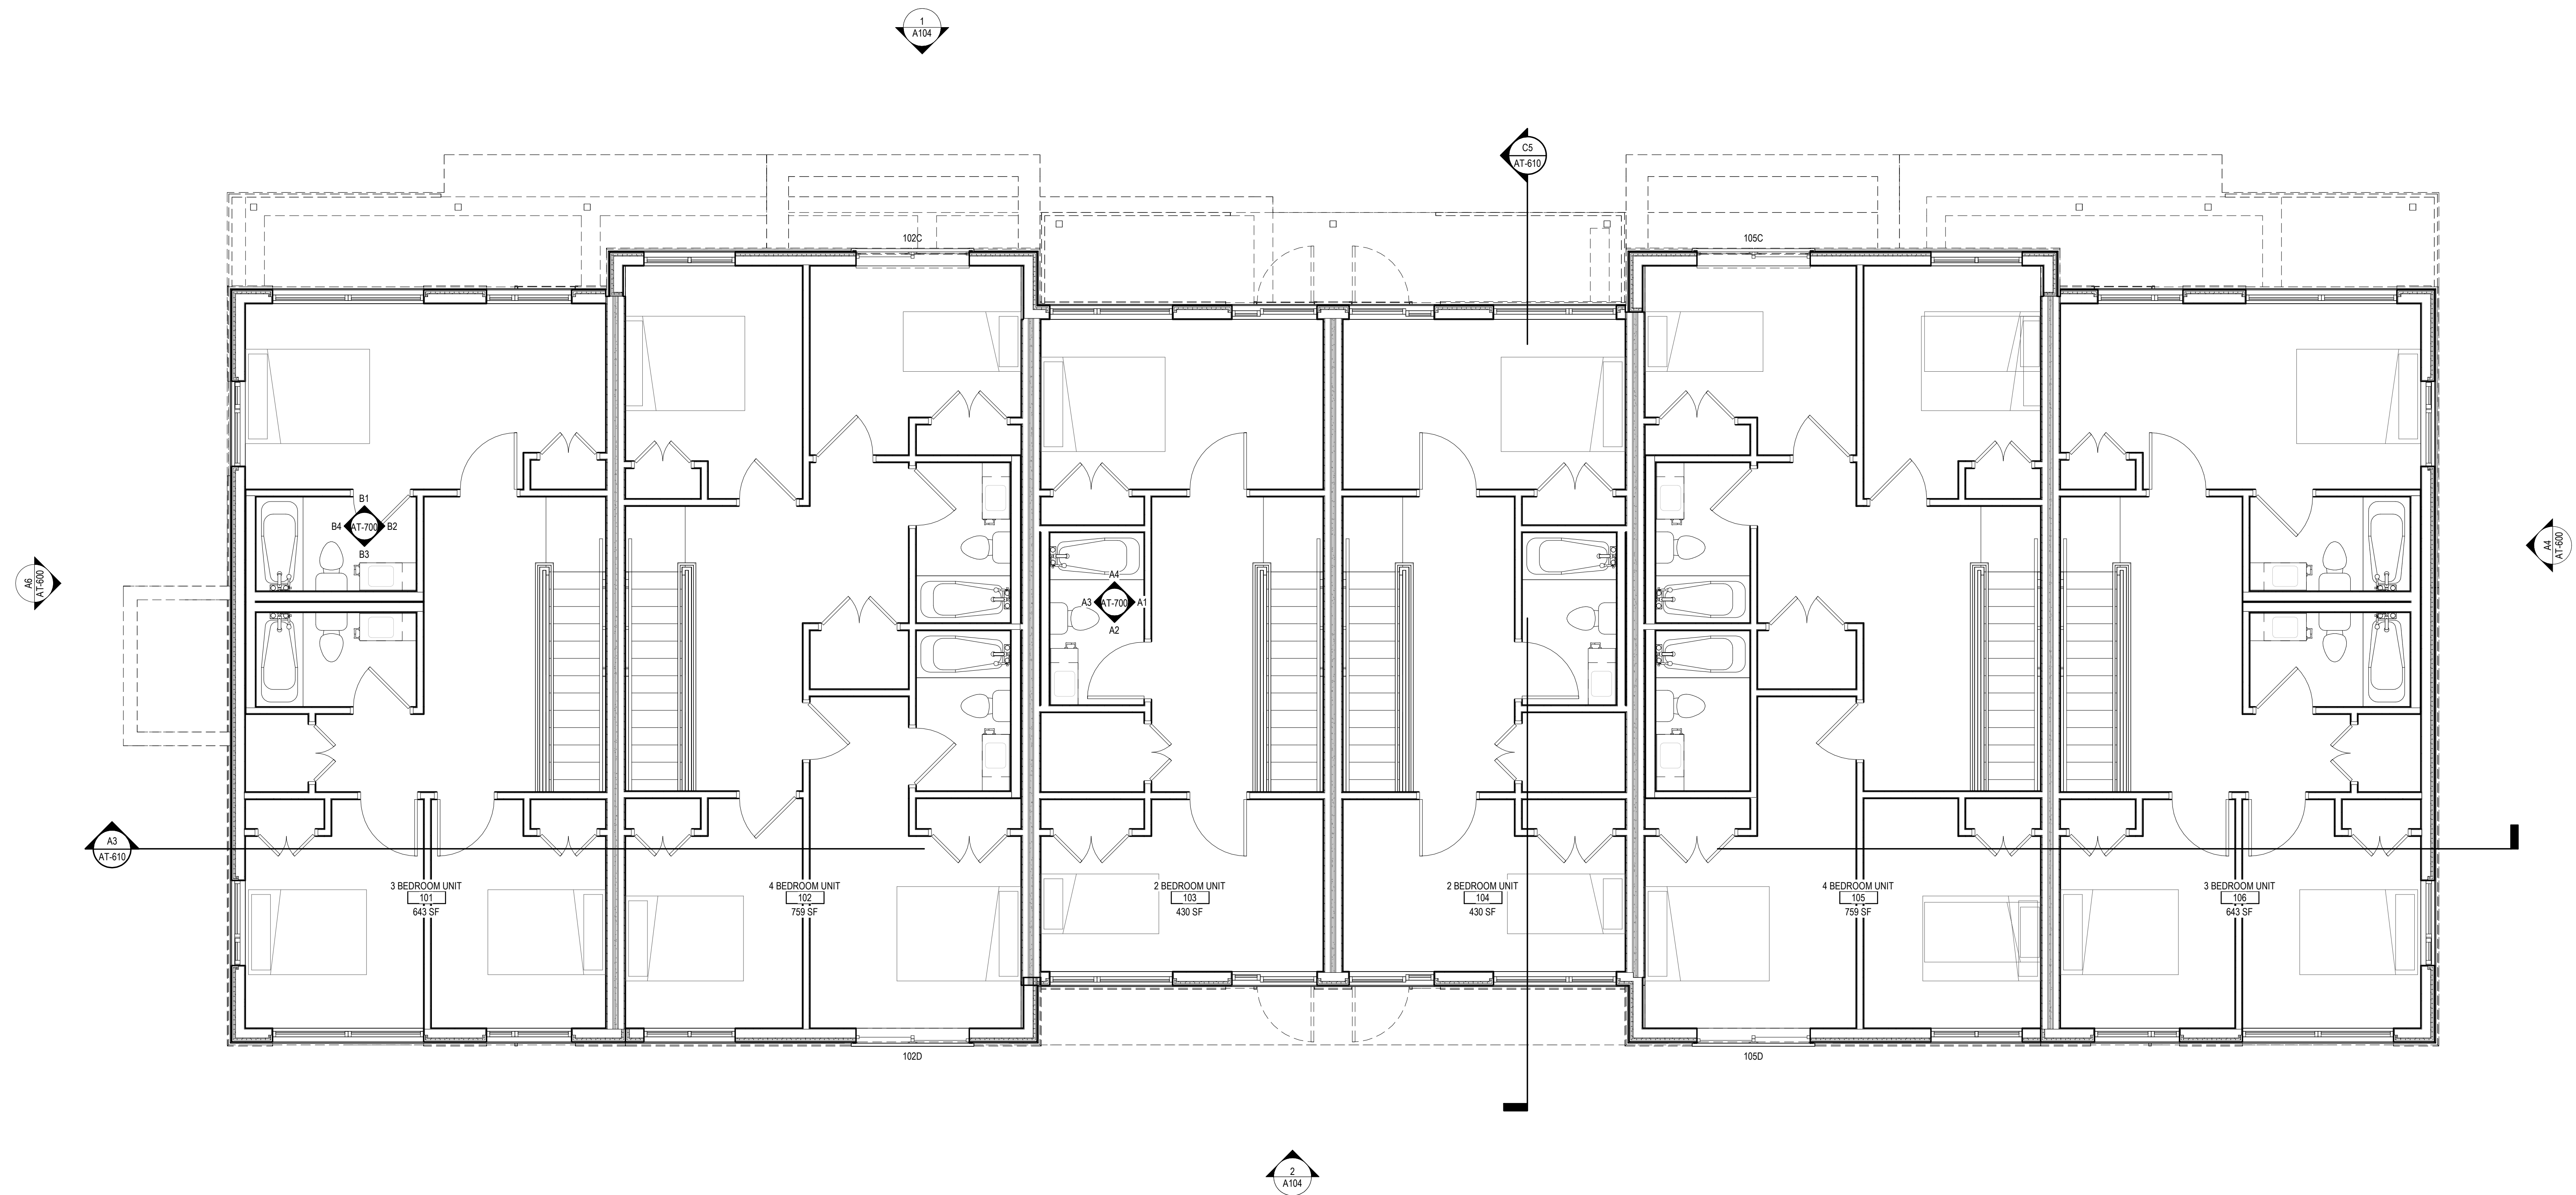 1
A104
C5
AT-610
102C
105C
B1
B4
AT-700
B2
B3
A6
AT-600
A4
AT-600
A4
A3
AT-700
A1
A2
A3
AT-610
3 BEDROOM UNIT
101
643 SF
4 BEDROOM UNIT
102
759 SF
2 BEDROOM UNIT
103
430 SF
2 BEDROOM UNIT
104
430 SF
4 BEDROOM UNIT
105
759 SF
3 BEDROOM UNIT
106
643 SF
102D
105D
2
A104